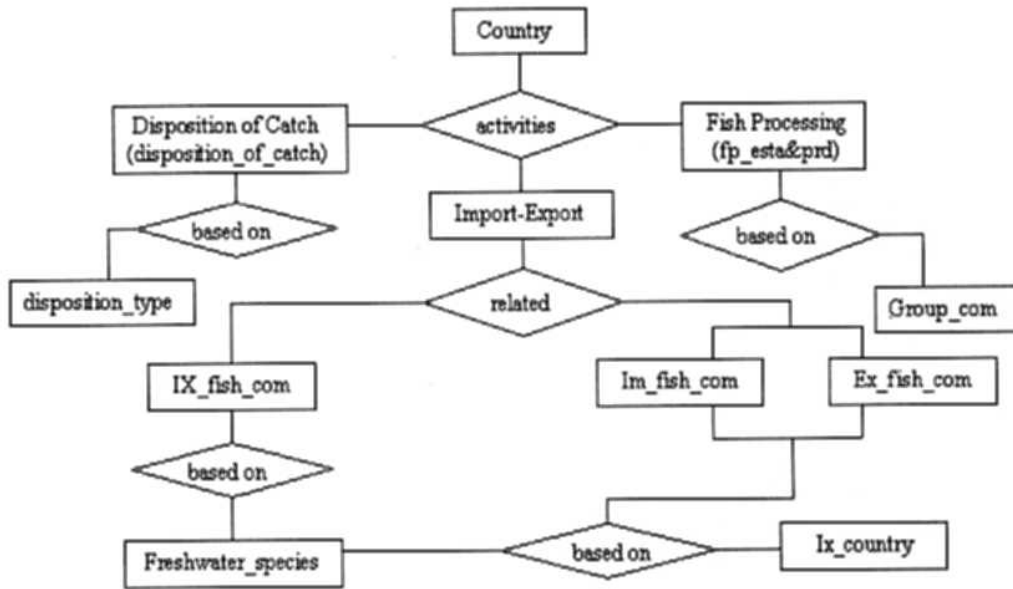 Country
Disposition of Catch
(disposition_of_catch)
activities
Fish Processing
(fp_esta&prd)
Import-Export
based on
based on
disposition_type
related
Group_com
IX_fish_com
Im_fish_com
Ex_fish_com
based on
Freshwater_species
based on
Ix_country